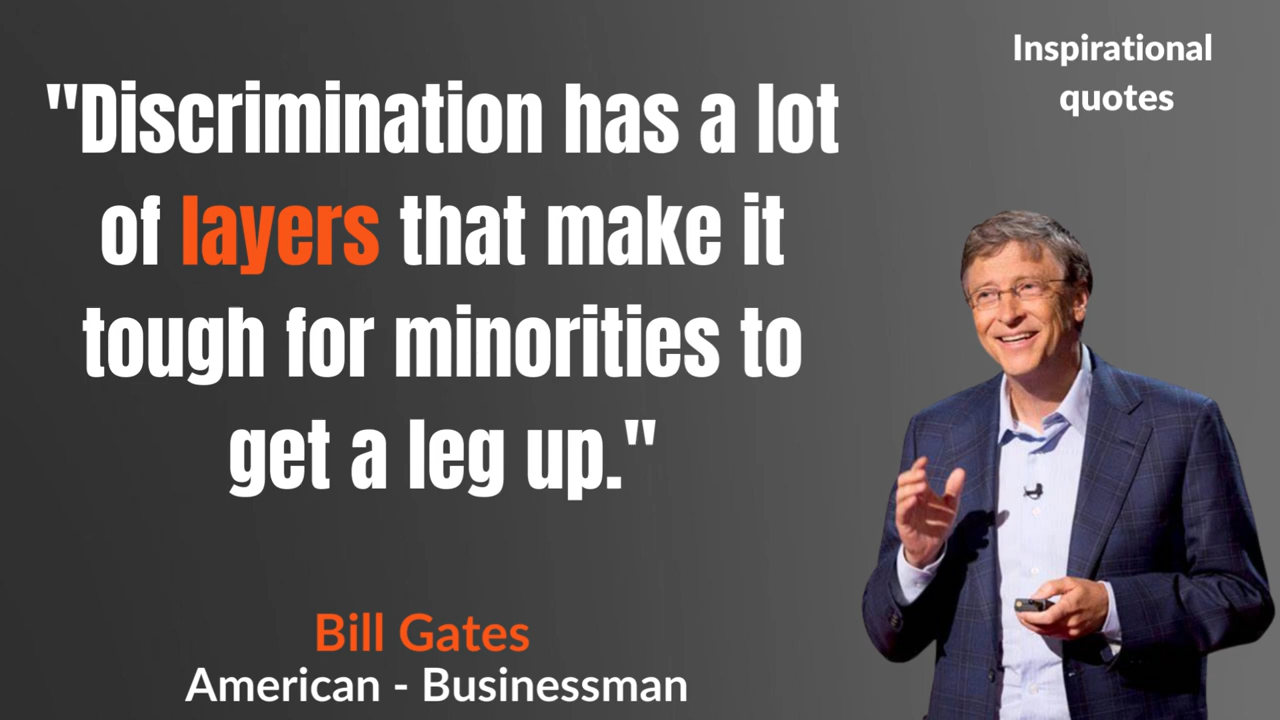 Inspirational
quotes
"Discrimination has a lot
of layers that make it
tough for minorities to
get a leg up."
Bill Gates
American - Businessman